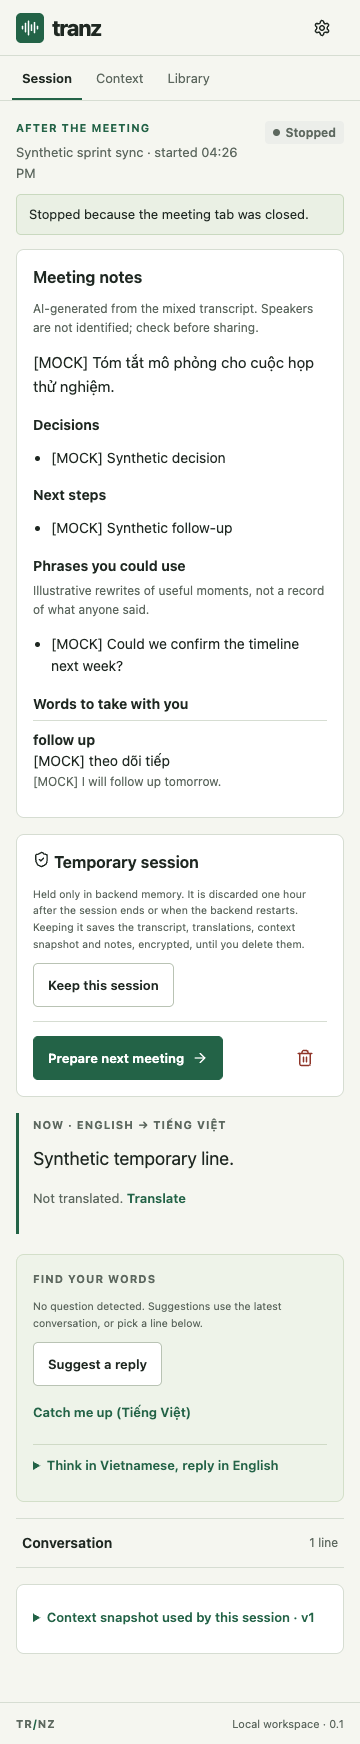 tranz
Session Context Library
AFTER THE MEETING
Stopped
Synthetic sprint sync · started 04:26
PM
Stopped because the meeting tab was closed.
Meeting notes
AI-generated from the mixed transcript. Speakers
are not identified; check before sharing.
[MOCK] Tóm tắt mô phỏng cho cuộc họp
thử nghiệm.
Decisions
• [MOCK] Synthetic decision
Next steps
• [MOCK] Synthetic follow-up
Phrases you could use
Illustrative rewrites of useful moments, not a record
of what anyone said.
• [MOCK] Could we confirm the timeline
next week?
Words to take with you
follow up
[MOCK] theo dõi tiếp
[MOCK] I will follow up tomorrow.
Temporary session
Held only in backend memory. It is discarded one hour
after the session ends or when the backend restarts.
Keeping it saves the transcript, translations, context
snapshot and notes, encrypted, until you delete them.
Keep this session
Prepare next meeting →
NOW · ENGLISH → TIẾNG VIỆT
Synthetic temporary line.
Not translated. Translate
FIND YOUR WORDS
No question detected. Suggestions use the latest
conversation, or pick a line below.
Suggest a reply
Catch me up (Tiếng Việt)
▶ Think in Vietnamese, reply in English
Conversation 1 line
▶ Context snapshot used by this session · v1
TR/NZ Local workspace · 0.1